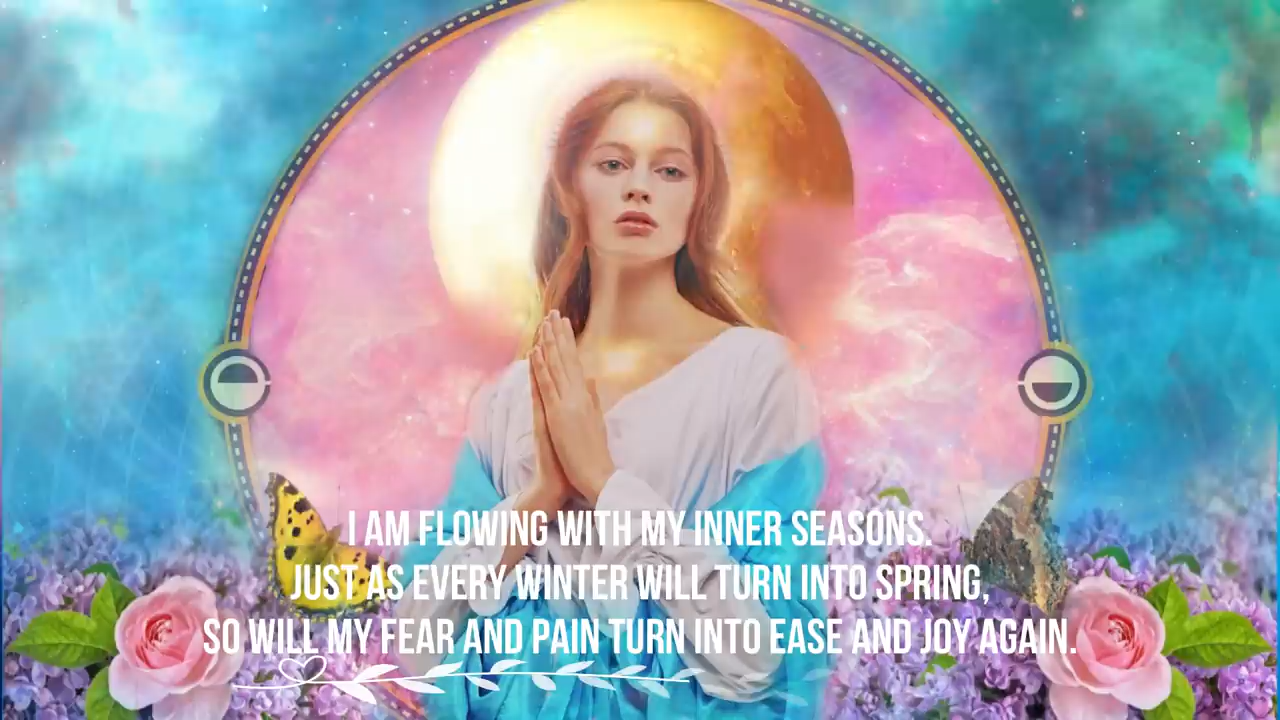 I AM FLOWING WITH MY INNER SEASONS.
JUST AS EVERY WINTER WILL TURN INTO SPRING,
SO WILL MY FEAR AND PAIN TURN INTO EASE AND JOY AGAIN.